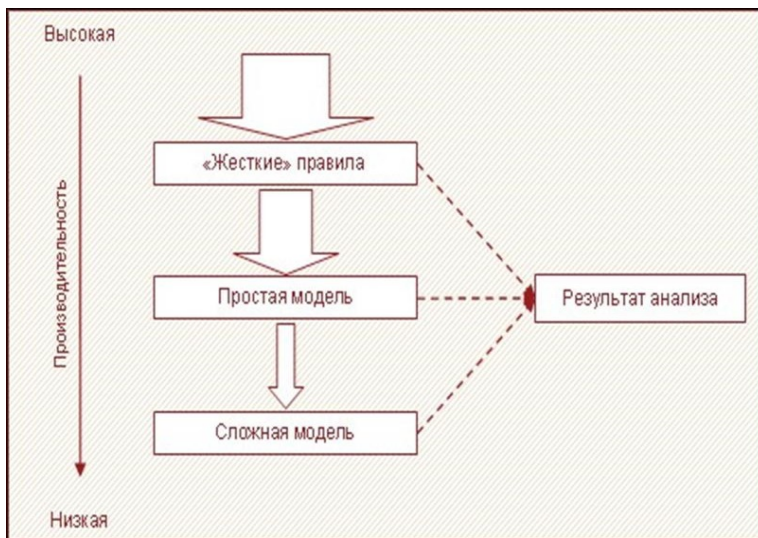 Высокая
«Жесткие» правила
Производительность
Простая модель
Результат анализа
Сложная модель
Низкая